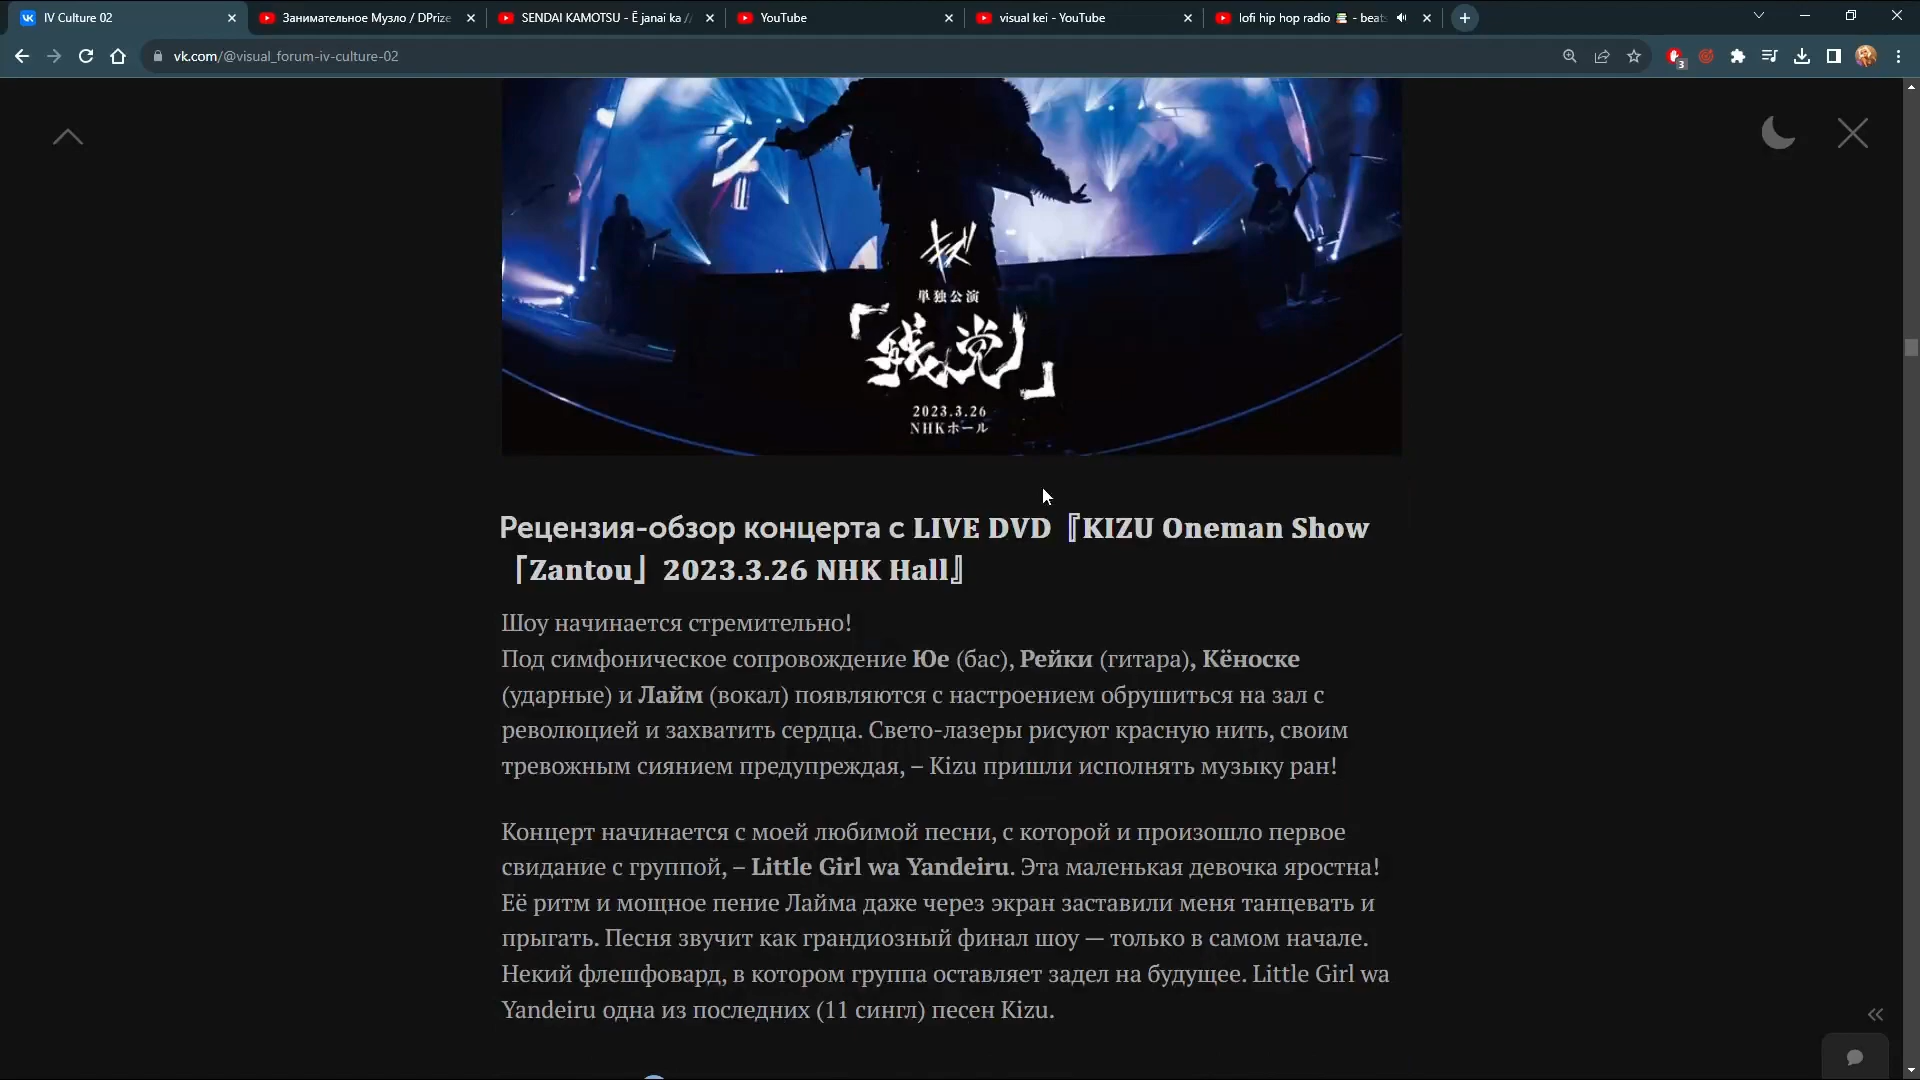 IV Culture 02
Занимательное Музло / DPrize
SENDAI KAMOTSU - Ē janai ka //
YouTube
visual kei - YouTube
lofi hip hop radio 📚 - beats
vk.com/@visual_forum-iv-culture-02
3
キズ
単独公演
「残党」
2023.3.26
NHKホール
Рецензия-обзор концерта с LIVE DVD『KIZU Oneman Show
「Zantou」2023.3.26 NHK Hall』
Шоу начинается стремительно!
Под симфоническое сопровождение Юе (бас), Рейки (гитара), Кёноске
(ударные) и Лайм (вокал) появляются с настроением обрушиться на зал с
революцией и захватить сердца. Свето-лазеры рисуют красную нить, своим
тревожным сиянием предупреждая, – Kizu пришли исполнять музыку ран!
Концерт начинается с моей любимой песни, с которой и произошло первое
свидание с группой, – Little Girl wa Yandeiru. Эта маленькая девочка яростна!
Её ритм и мощное пение Лайма даже через экран заставили меня танцевать и
прыгать. Песня звучит как грандиозный финал шоу — только в самом начале.
Некий флешфовард, в котором группа оставляет задел на будущее. Little Girl wa
Yandeiru одна из последних (11 сингл) песен Kizu.